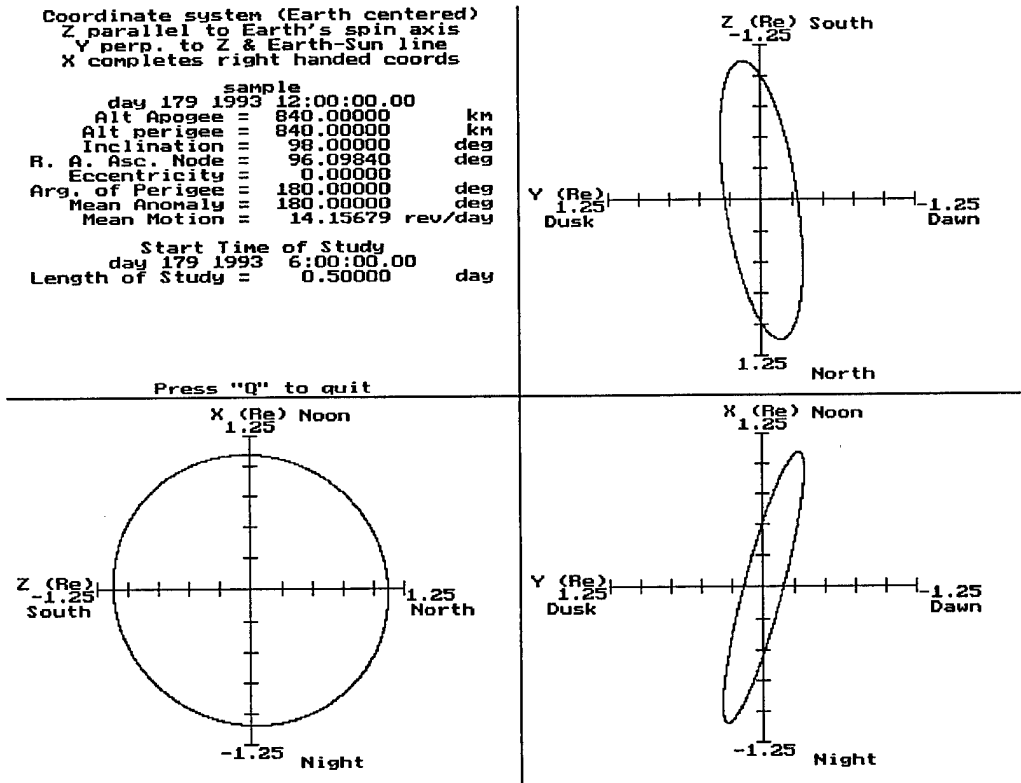 Coordinate system (Earth centered)
Z parallel to Earth's spin axis
Y perp. to Z & Earth-Sun line
X completes right handed coords
sample
day 179 1993 12:00:00.00
Alt Apogee = 840.00000 km
Alt perigee = 840.00000 km
Inclination = 98.00000 deg
R. A. Asc. Node = 96.09840 deg
Eccentricity = 0.00000
Arg. of Perigee = 180.00000 deg
Mean Anomaly = 180.00000 deg
Mean Motion = 14.15679 rev/day
Start Time of Study
day 179 1993 6:00:00.00
Length of Study = 0.50000 day
Press "Q" to quit
Z (Re) South
-1.25
Y (Re)
1.25
Dusk
-1.25
Dawn
1.25
North
X (Re) Noon
1.25
Z (Re)
-1.25
South
1.25
North
-1.25
Night
X (Re) Noon
1.25
Y (Re)
1.25
Dusk
-1.25
Dawn
-1.25
Night